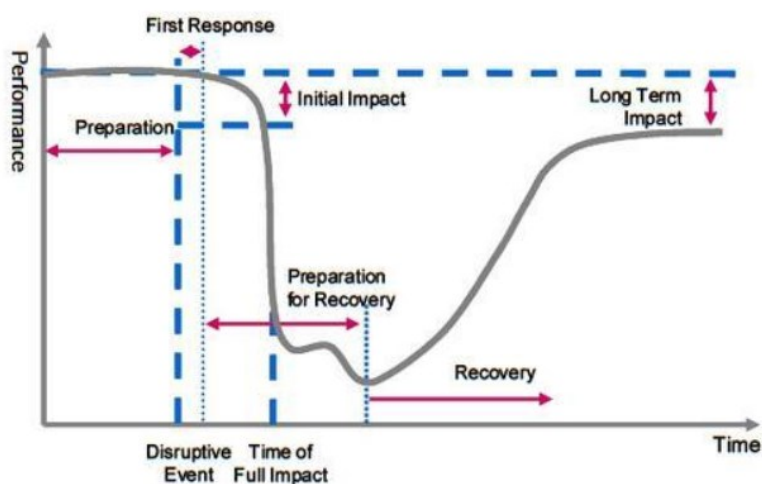 First Response
Performance
Initial Impact
Long Term
Impact
Preparation
Preparation
for Recovery
Recovery
Time
Disruptive
Event
Time of
Full Impact